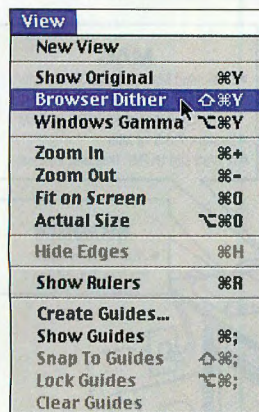 View
New View
Show Original ⌘Y
Browser Dither ⇧⌘Y
Windows Gamma ⌥⌘Y
Zoom In ⌘+
Zoom Out ⌘-
Fit on Screen ⌘0
Actual Size ⌥⌘0
Hide Edges ⌘H
Show Rulers ⌘R
Create Guides...
Show Guides ⌘;
Snap To Guides ⇧⌘;
Lock Guides ⌥⌘;
Clear Guides